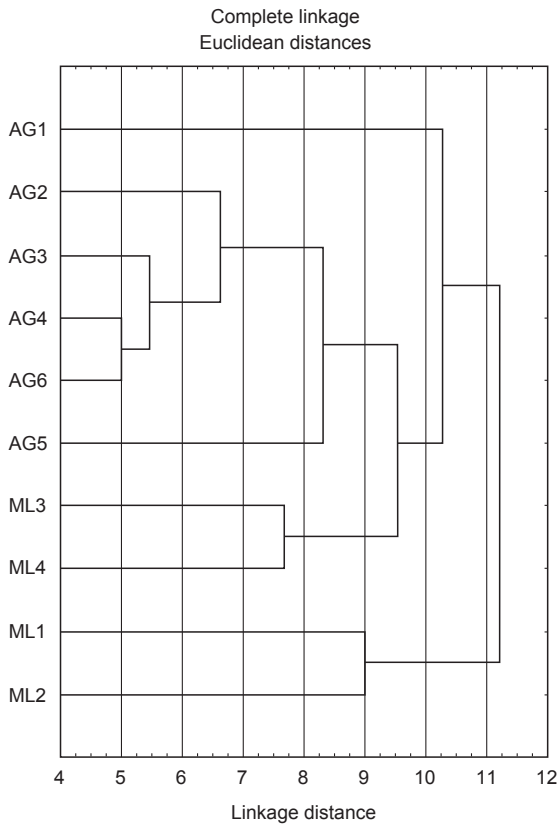 Complete linkage
Euclidean distances
AG1
AG2
AG3
AG4
AG6
AG5
ML3
ML4
ML1
ML2
4 5 6 7 8 9 10 11 12
Linkage distance